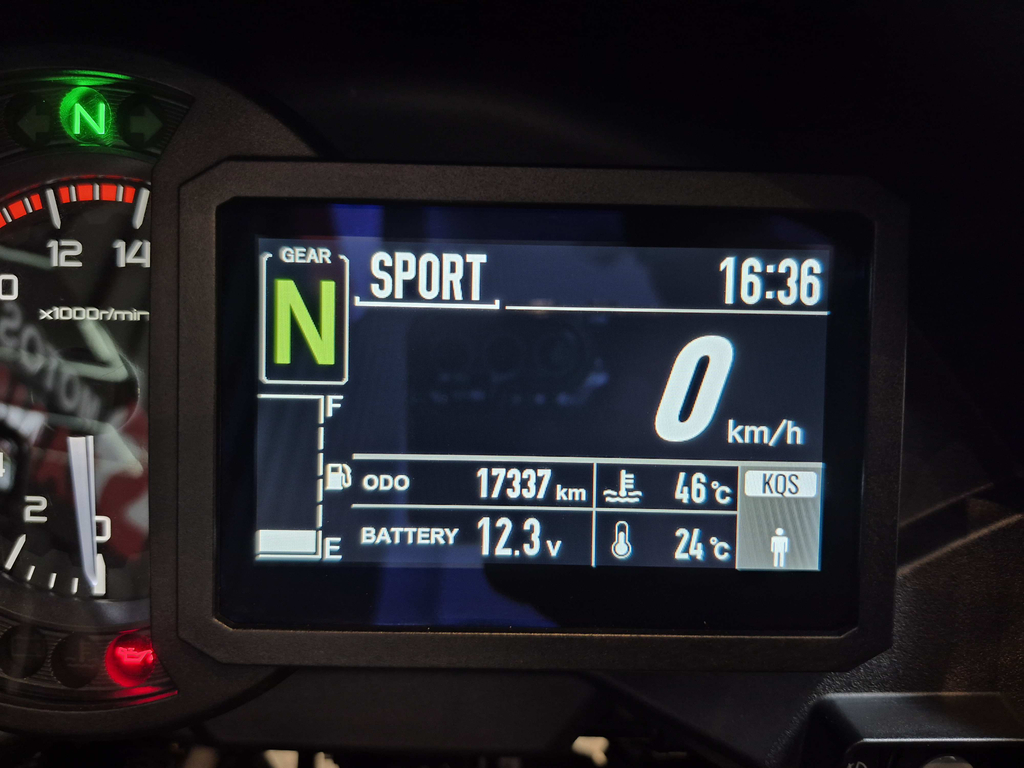 N
12 14
0
x1000r/min
2
0
GEAR
N
SPORT
16:36
0 km/h
F
E
ODO 17337 km
BATTERY 12.3 V
46 °C
24 °C
KQS